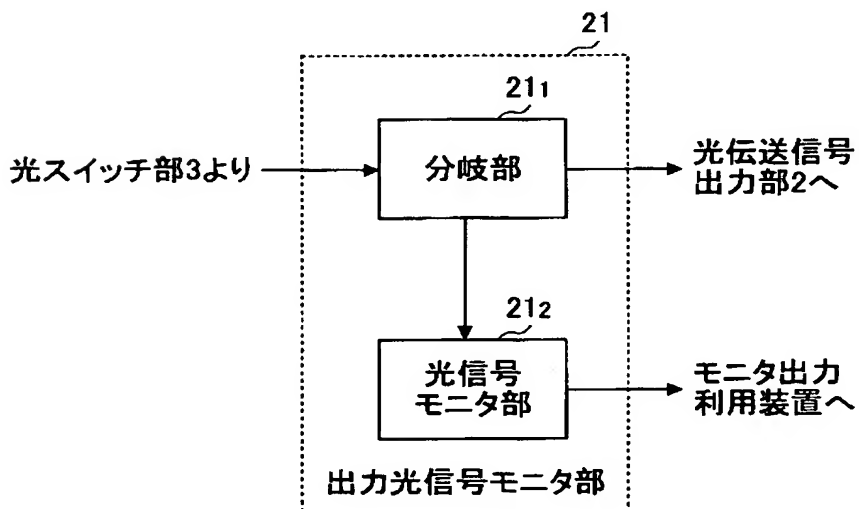 21
21₁
光スイッチ部3より
分岐部
光伝送信号
出力部2へ
21₂
光信号
モニタ部
モニタ出力
利用装置へ
出力光信号モニタ部